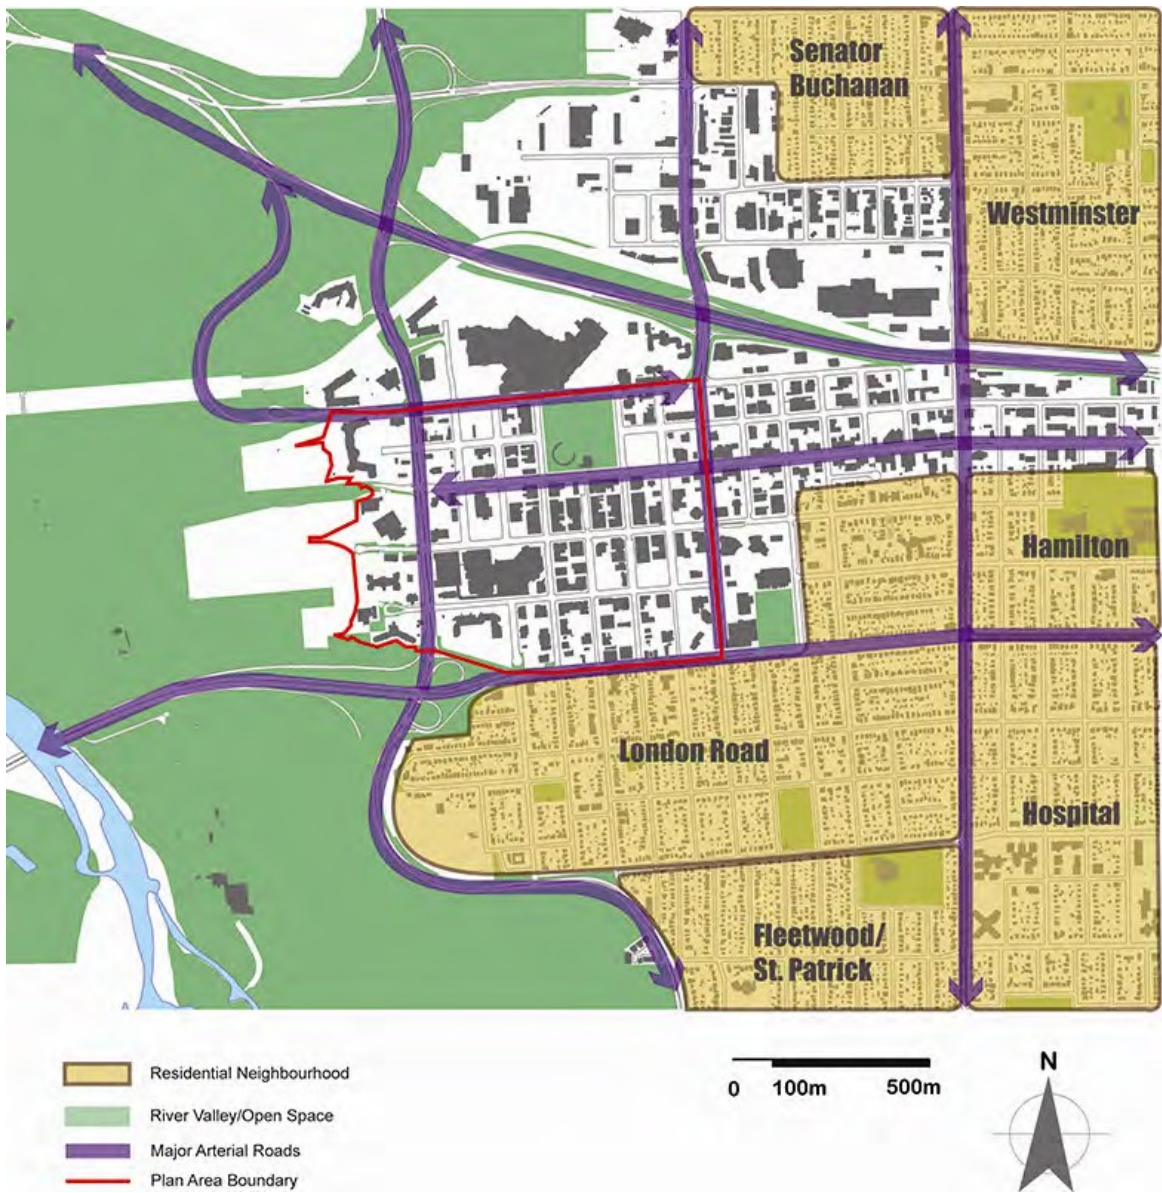 Senator
Buchanan
Westminster
Hamilton
London Road
Hospital
Fleetwood/
St. Patrick
Residential Neighbourhood
River Valley/Open Space
Major Arterial Roads
Plan Area Boundary
0 100m 500m
N